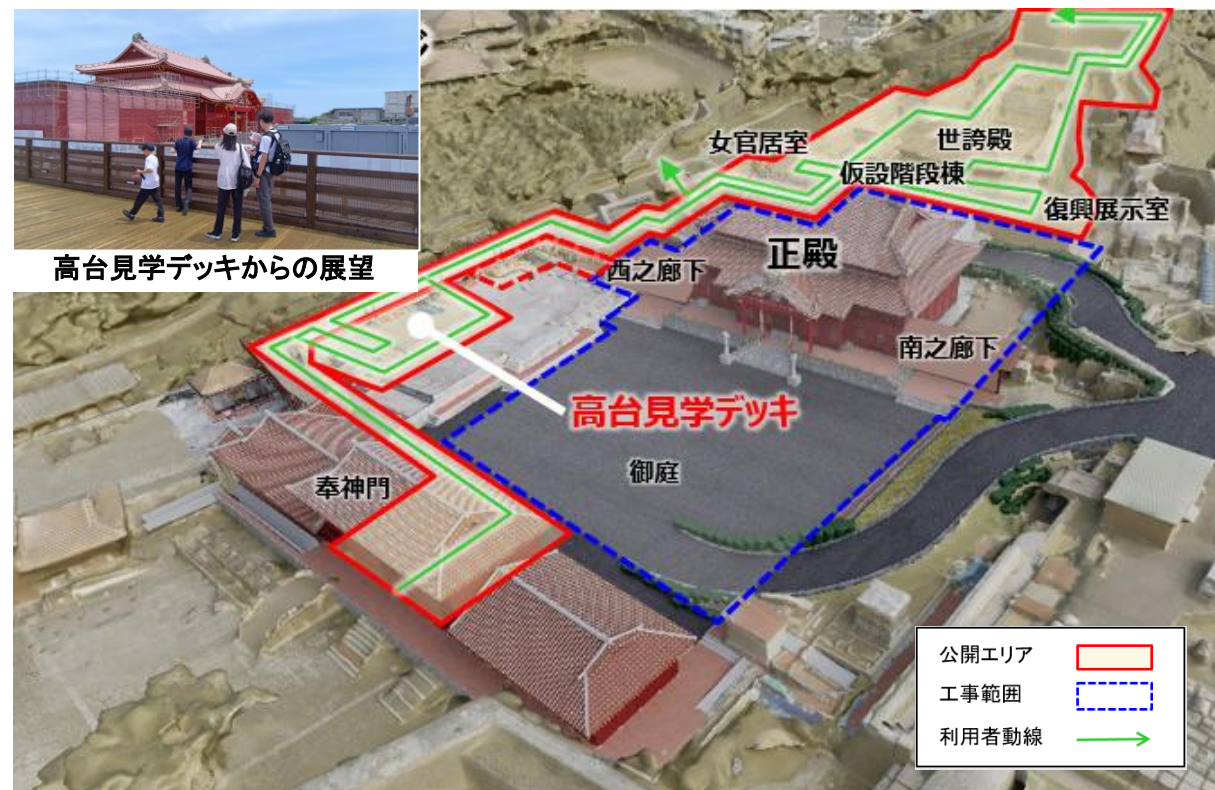 高台見学デッキからの展望
女官居室
世誇殿
仮設階段棟
復興展示室
正殿
西之廊下
南之廊下
高台見学デッキ
御庭
奉神門
公開エリア
工事範囲
利用者動線